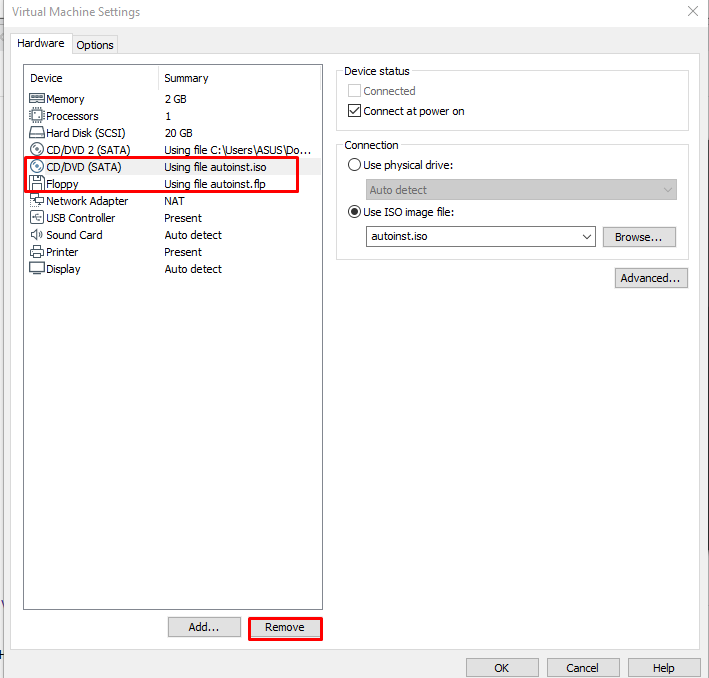 Virtual Machine Settings
Hardware Options
Device Summary
Memory 2 GB
Processors 1
Hard Disk (SCSI) 20 GB
CD/DVD 2 (SATA) Using file C:\Users\ASUS\Do...
CD/DVD (SATA) Using file autoinst.iso
Floppy Using file autoinst.flp
Network Adapter NAT
USB Controller Present
Sound Card Auto detect
Printer Present
Display Auto detect
Add... Remove
Device status
Connected
Connect at power on
Connection
Use physical drive:
Auto detect
Use ISO image file:
autoinst.iso Browse...
Advanced...
OK Cancel Help